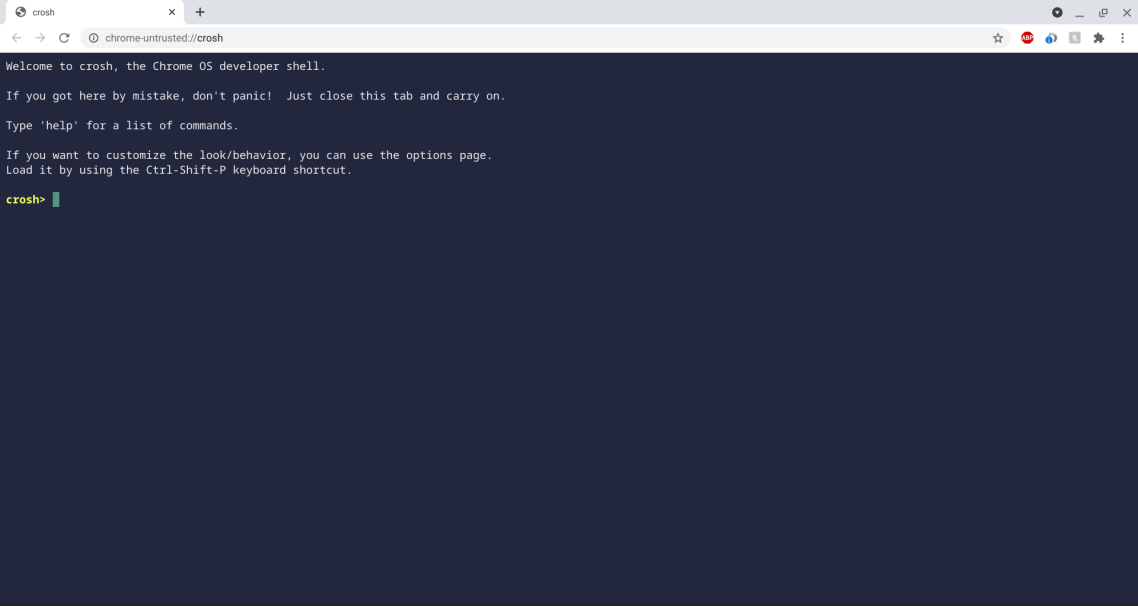 crosh
chrome-untrusted://crosh
ABP
Welcome to crosh, the Chrome OS developer shell.
If you got here by mistake, don't panic!  Just close this tab and carry on.
Type 'help' for a list of commands.
If you want to customize the look/behavior, you can use the options page.
Load it by using the Ctrl-Shift-P keyboard shortcut.
crosh>